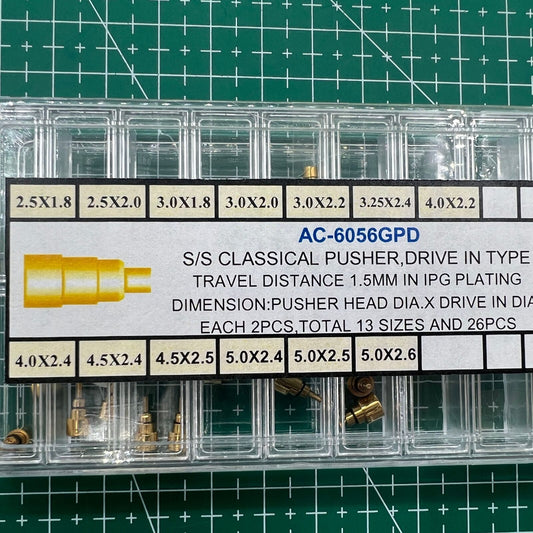 2.5X1.8 2.5X2.0 3.0X1.8 3.0X2.0 3.0X2.2 3.25X2.4 4.0X2.2
AC-6056GPD
S/S CLASSICAL PUSHER,DRIVE IN TYPE
TRAVEL DISTANCE 1.5MM IN IPG PLATING
DIMENSION:PUSHER HEAD DIA.X DRIVE IN DIA
EACH 2PCS,TOTAL 13 SIZES AND 26PCS
4.0X2.4 4.5X2.4 4.5X2.5 5.0X2.4 5.0X2.5 5.0X2.6